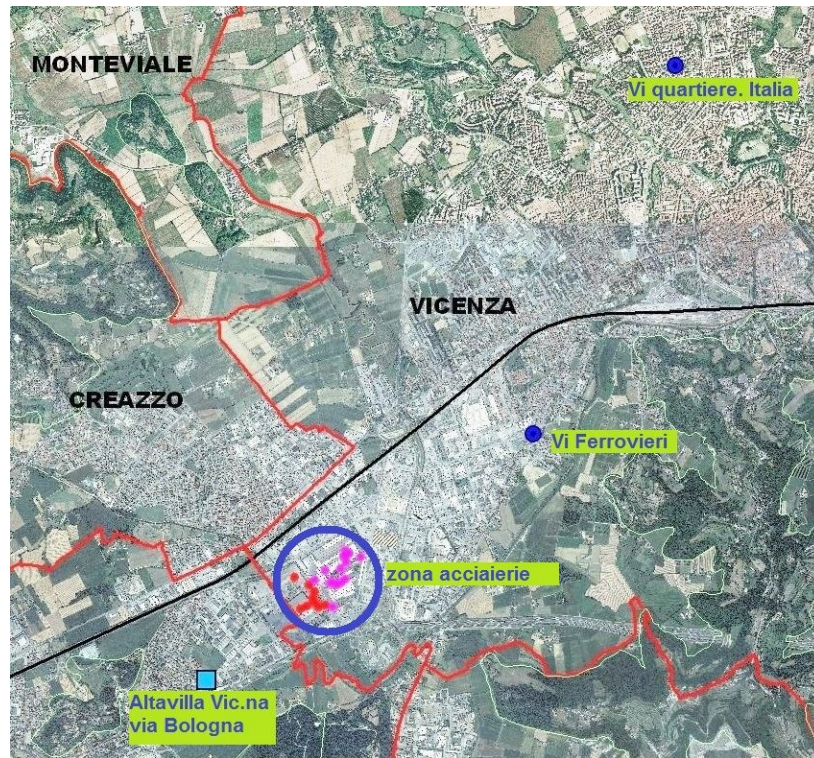 MONTEVIALE
Vi quartiere. Italia
VICENZA
CREAZZO
Vi Ferrovieri
zona acciaierie
Altavilla Vic.na
via Bologna